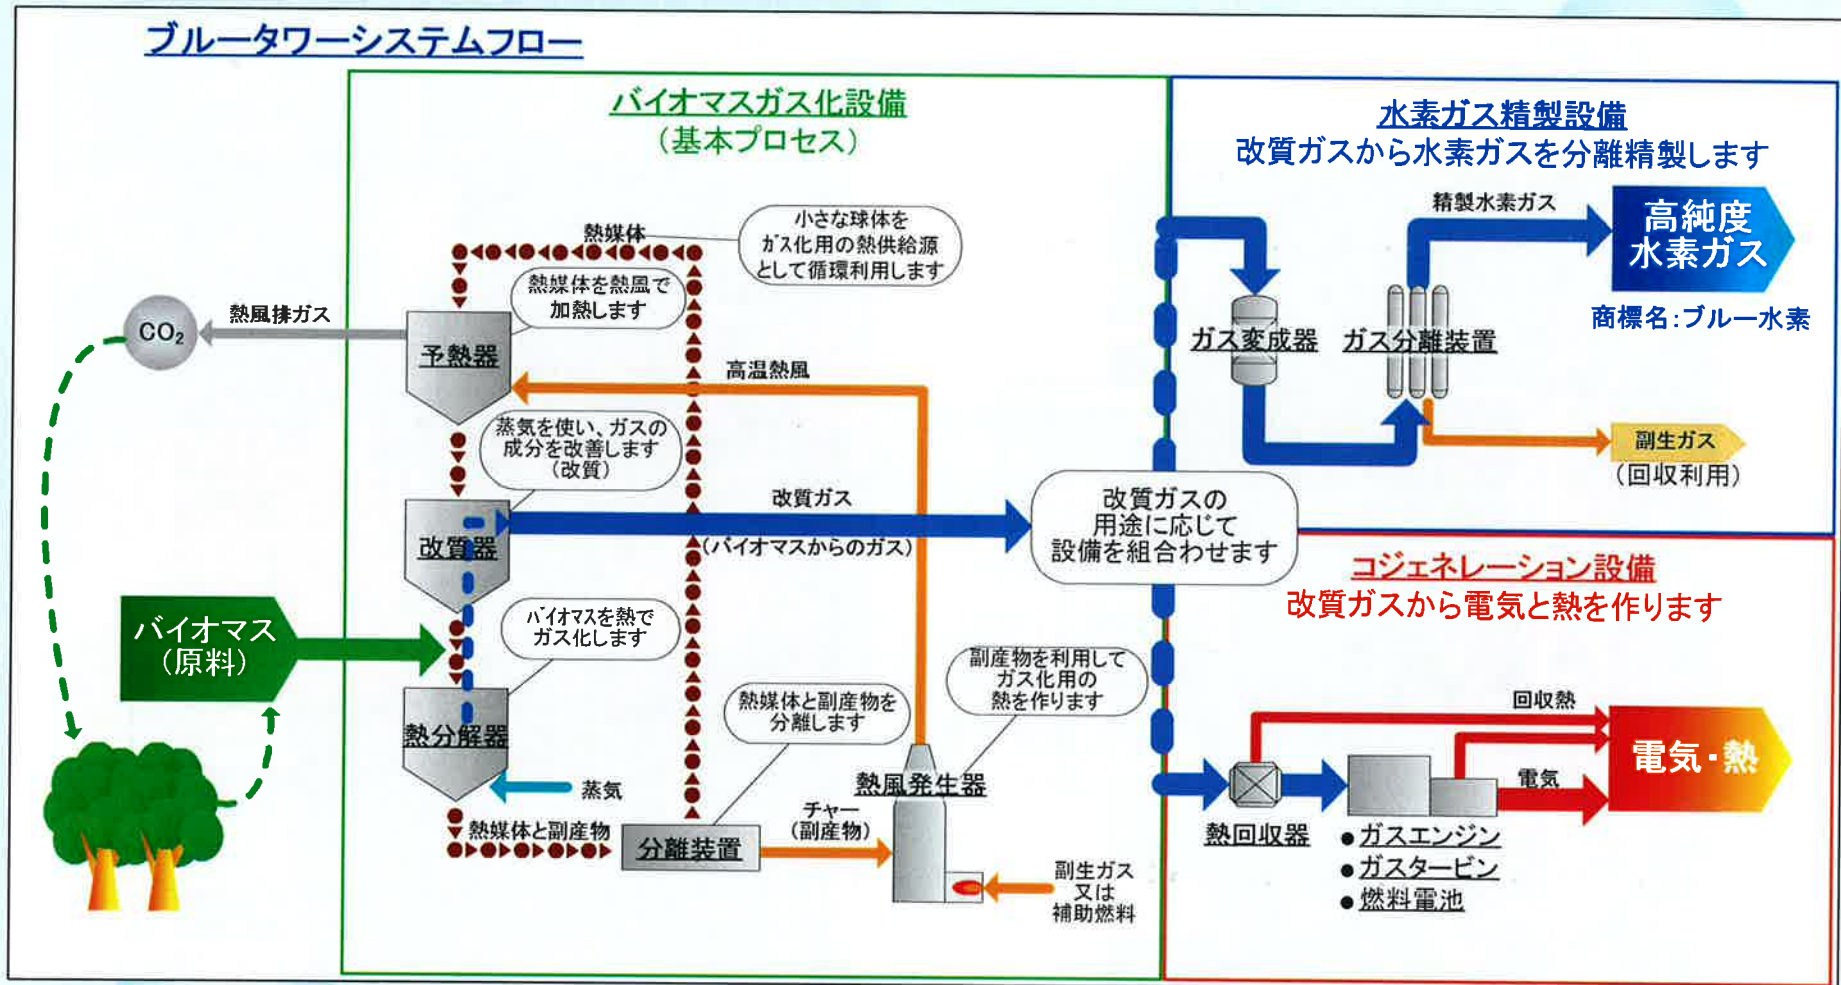 ブルータワーシステムフロー
バイオマスガス化設備
(基本プロセス)
熱媒体
小さな球体を
ガス化用の熱供給源
として循環利用します
熱媒体を熱風で
加熱します
CO₂
熱風排ガス
予熱器
高温熱風
蒸気を使い、ガスの
成分を改善します
(改質)
改質ガス
(バイオマスからのガス)
改質器
バイオマス
(原料)
バイオマスを熱で
ガス化します
熱分解器
蒸気
熱媒体と副産物
熱媒体と副産物を
分離します
分離装置
チャー
(副産物)
副産物を利用して
ガス化用の
熱を作ります
熱風発生器
副生ガス
又は
補助燃料
改質ガスの
用途に応じて
設備を組合わせます
水素ガス精製設備
改質ガスから水素ガスを分離精製します
精製水素ガス
高純度
水素ガス
商標名:ブルー水素
ガス変成器
ガス分離装置
副生ガス
(回収利用)
コジェネレーション設備
改質ガスから電気と熱を作ります
回収熱
電気・熱
電気
熱回収器
●ガスエンジン
●ガスタービン
●燃料電池